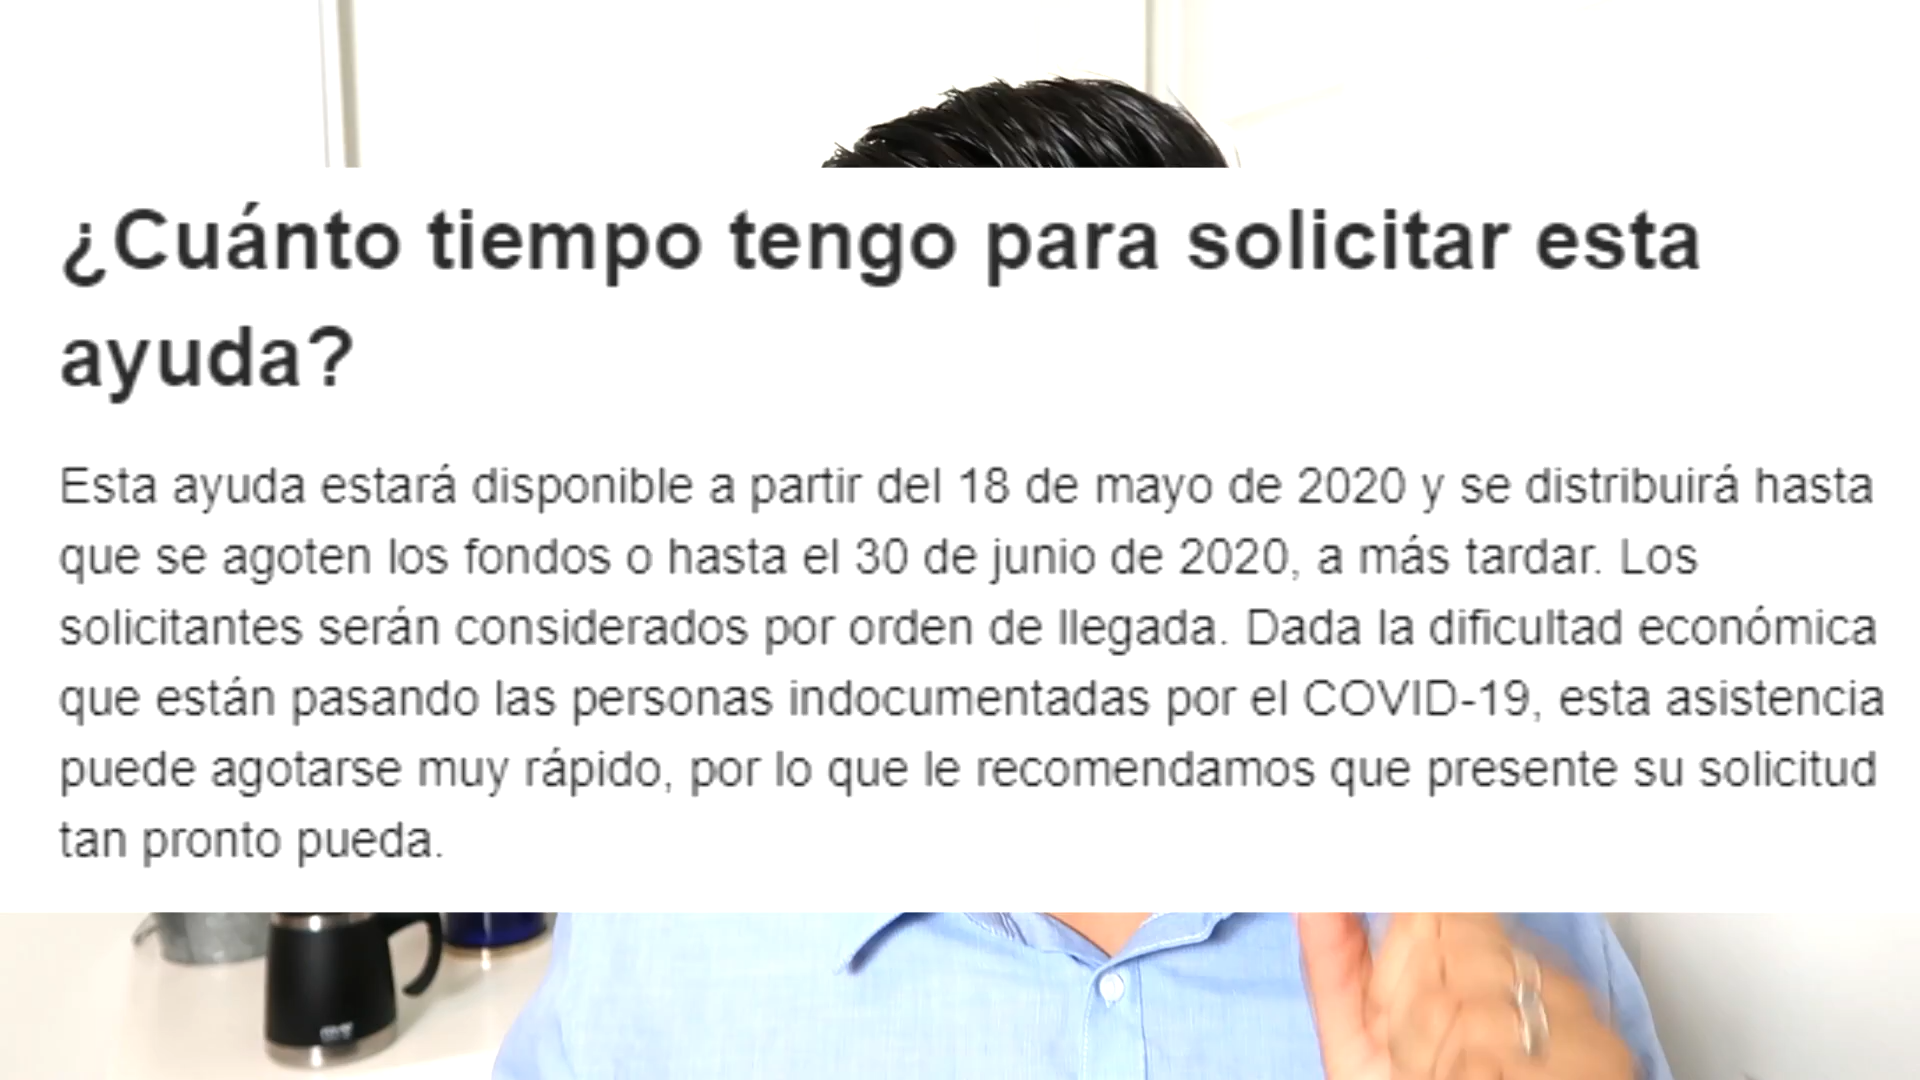 ¿Cuánto tiempo tengo para solicitar esta
ayuda?
Esta ayuda estará disponible a partir del 18 de mayo de 2020 y se distribuirá hasta
que se agoten los fondos o hasta el 30 de junio de 2020, a más tardar. Los
solicitantes serán considerados por orden de llegada. Dada la dificultad económica
que están pasando las personas indocumentadas por el COVID-19, esta asistencia
puede agotarse muy rápido, por lo que le recomendamos que presente su solicitud
tan pronto pueda.